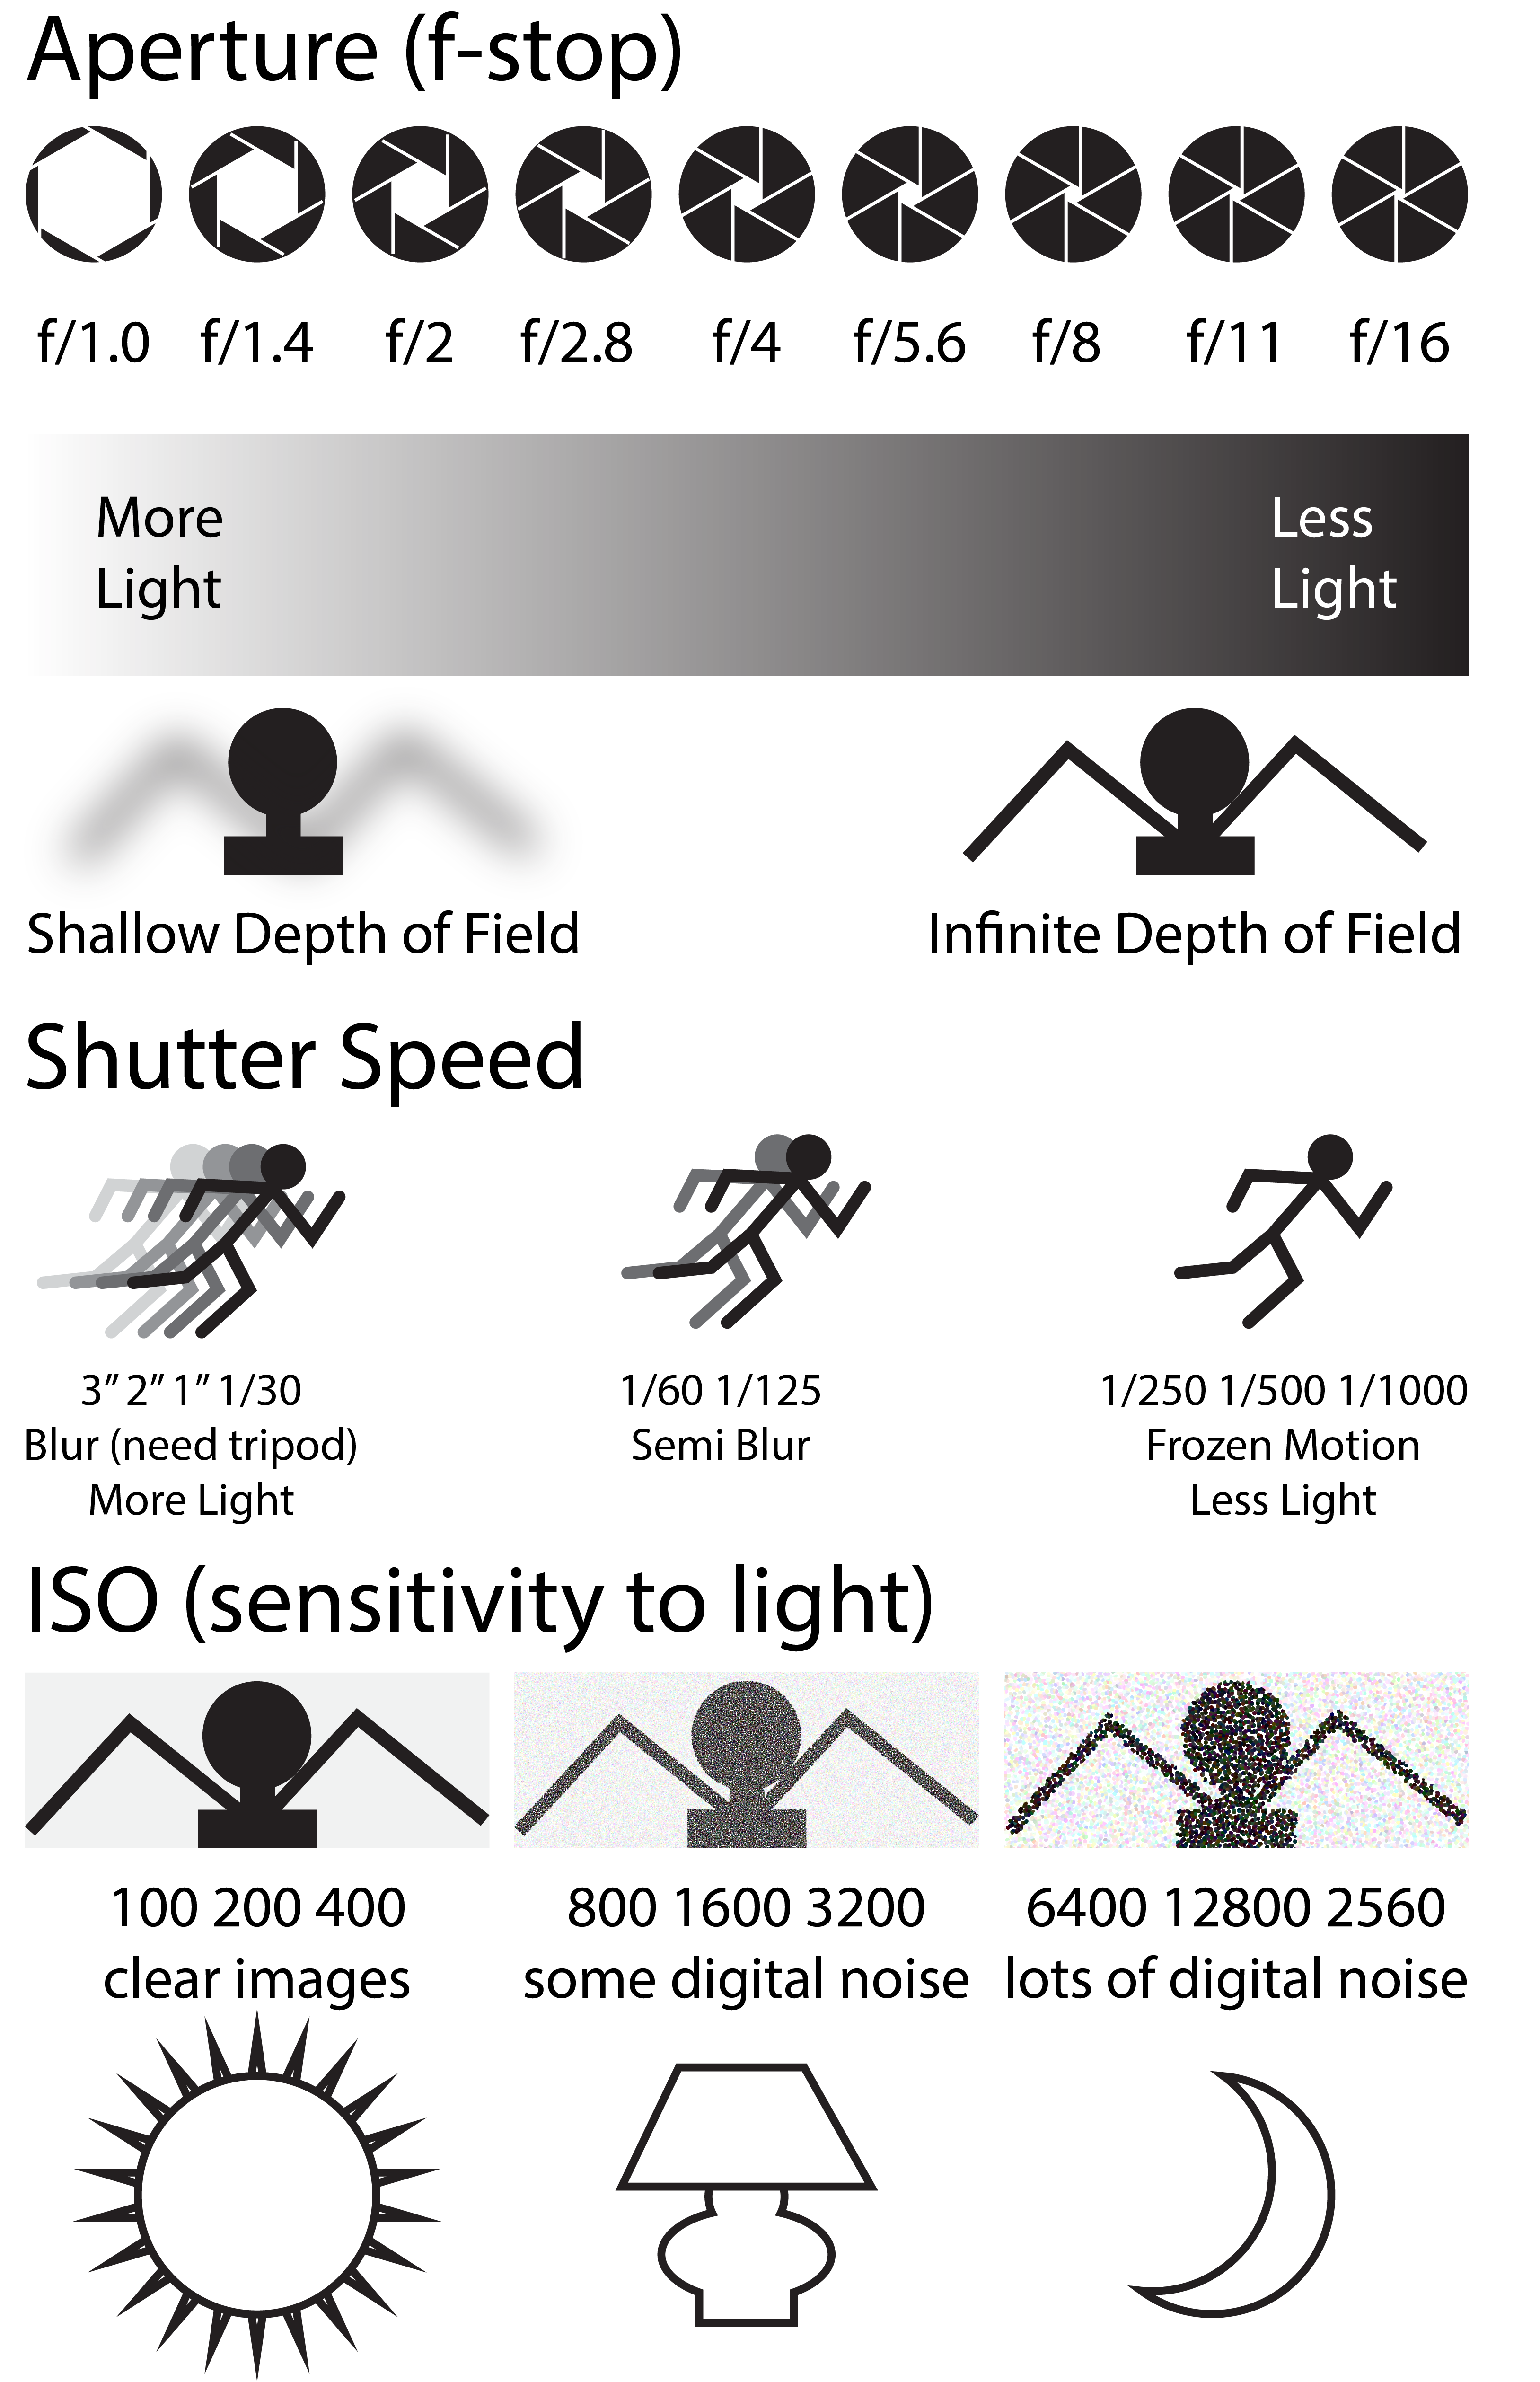 Aperture (f-stop)
f/1.0 f/1.4 f/2 f/2.8 f/4 f/5.6 f/8 f/11 f/16
More
Light
Less
Light
Shallow Depth of Field
Infinite Depth of Field
Shutter Speed
3” 2” 1” 1/30
Blur (need tripod)
More Light
1/60 1/125
Semi Blur
1/250 1/500 1/1000
Frozen Motion
Less Light
ISO (sensitivity to light)
100 200 400
clear images
800 1600 3200
some digital noise
6400 12800 2560
lots of digital noise